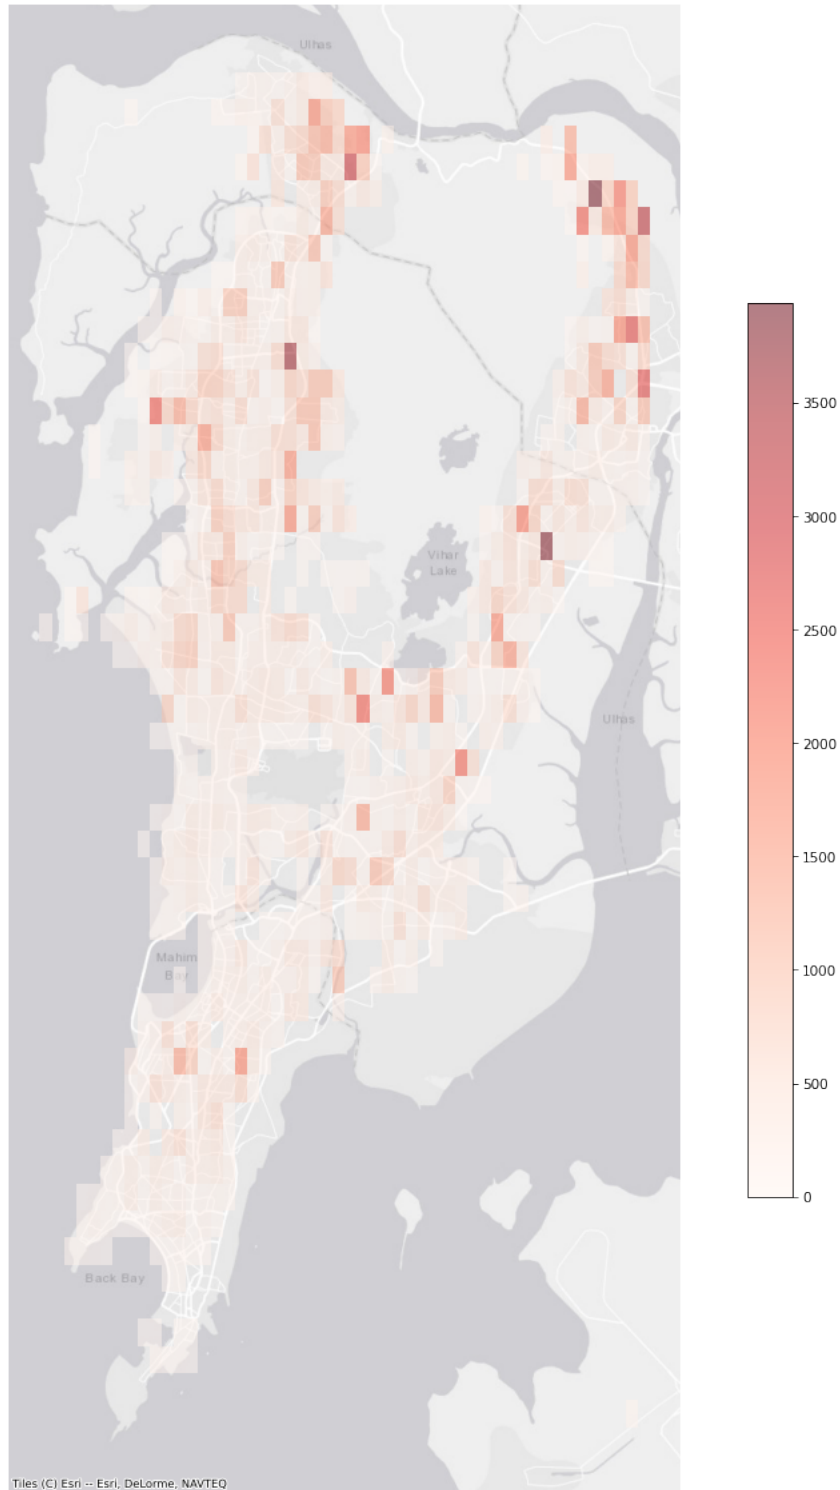 Ulhas
Vihar
Lake
Ulhas
Mahim
Bay
Back Bay
3500
3000
2500
2000
1500
1000
500
0
Tiles (C) Esri -- Esri, DeLorme, NAVTEQ